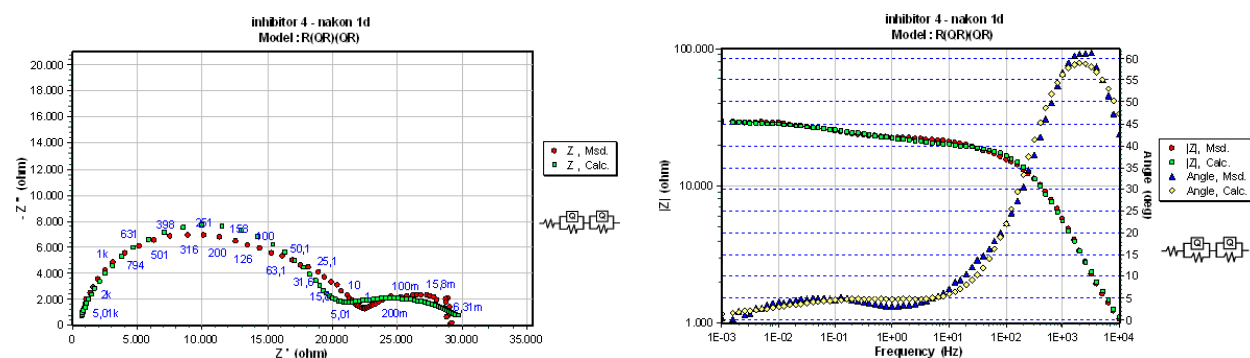 inhibitor 4 - nakon 1d
Model : R(QR)(QR)
- Z '' (ohm)
20.000
18.000
16.000
14.000
12.000
10.000
8.000
6.000
4.000
2.000
0
0
5.000
10.000
15.000
20.000
25.000
30.000
35.000
Z ' (ohm)
5,01k
2k
1k
794
631
501
398
316
251
200
158
126
100
63,1
50,1
31,6
25,1
10
5,01
1
200m
100m
15,8m
6,31m
Z , Msd.
Z , Calc.
Q
Q
inhibitor 4 - nakon 1d
Model : R(QR)(QR)
|Z| (ohm)
100.000
10.000
1.000
1E-03
1E-02
1E-01
1E+00
1E+01
1E+02
1E+03
1E+04
Frequency (Hz)
Angle (deg)
60
55
50
45
40
35
30
25
20
15
10
5
0
|Z|, Msd.
|Z|, Calc.
Angle, Msd.
Angle, Calc.
Q
Q